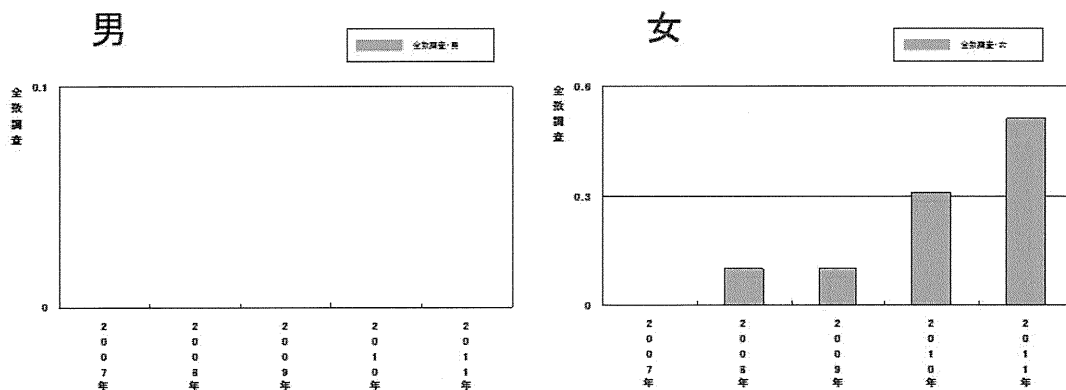 男
全数調査・男
全数調査
0.1
0
2007年
2008年
2009年
2010年
2011年
女
全数調査・女
全数調査
0.6
0.3
0
2007年
2008年
2009年
2010年
2011年